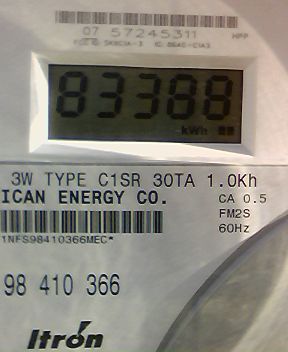 07 57245311 HPP
83388
kWh
3W TYPE C1SR 30TA 1.0Kh
ICAN ENERGY CO. CA 0.5
FM2S
60Hz
1NFS98410366MEC*
98 410 366
Itron